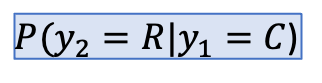 P(y₂ = R|y₁ = C)